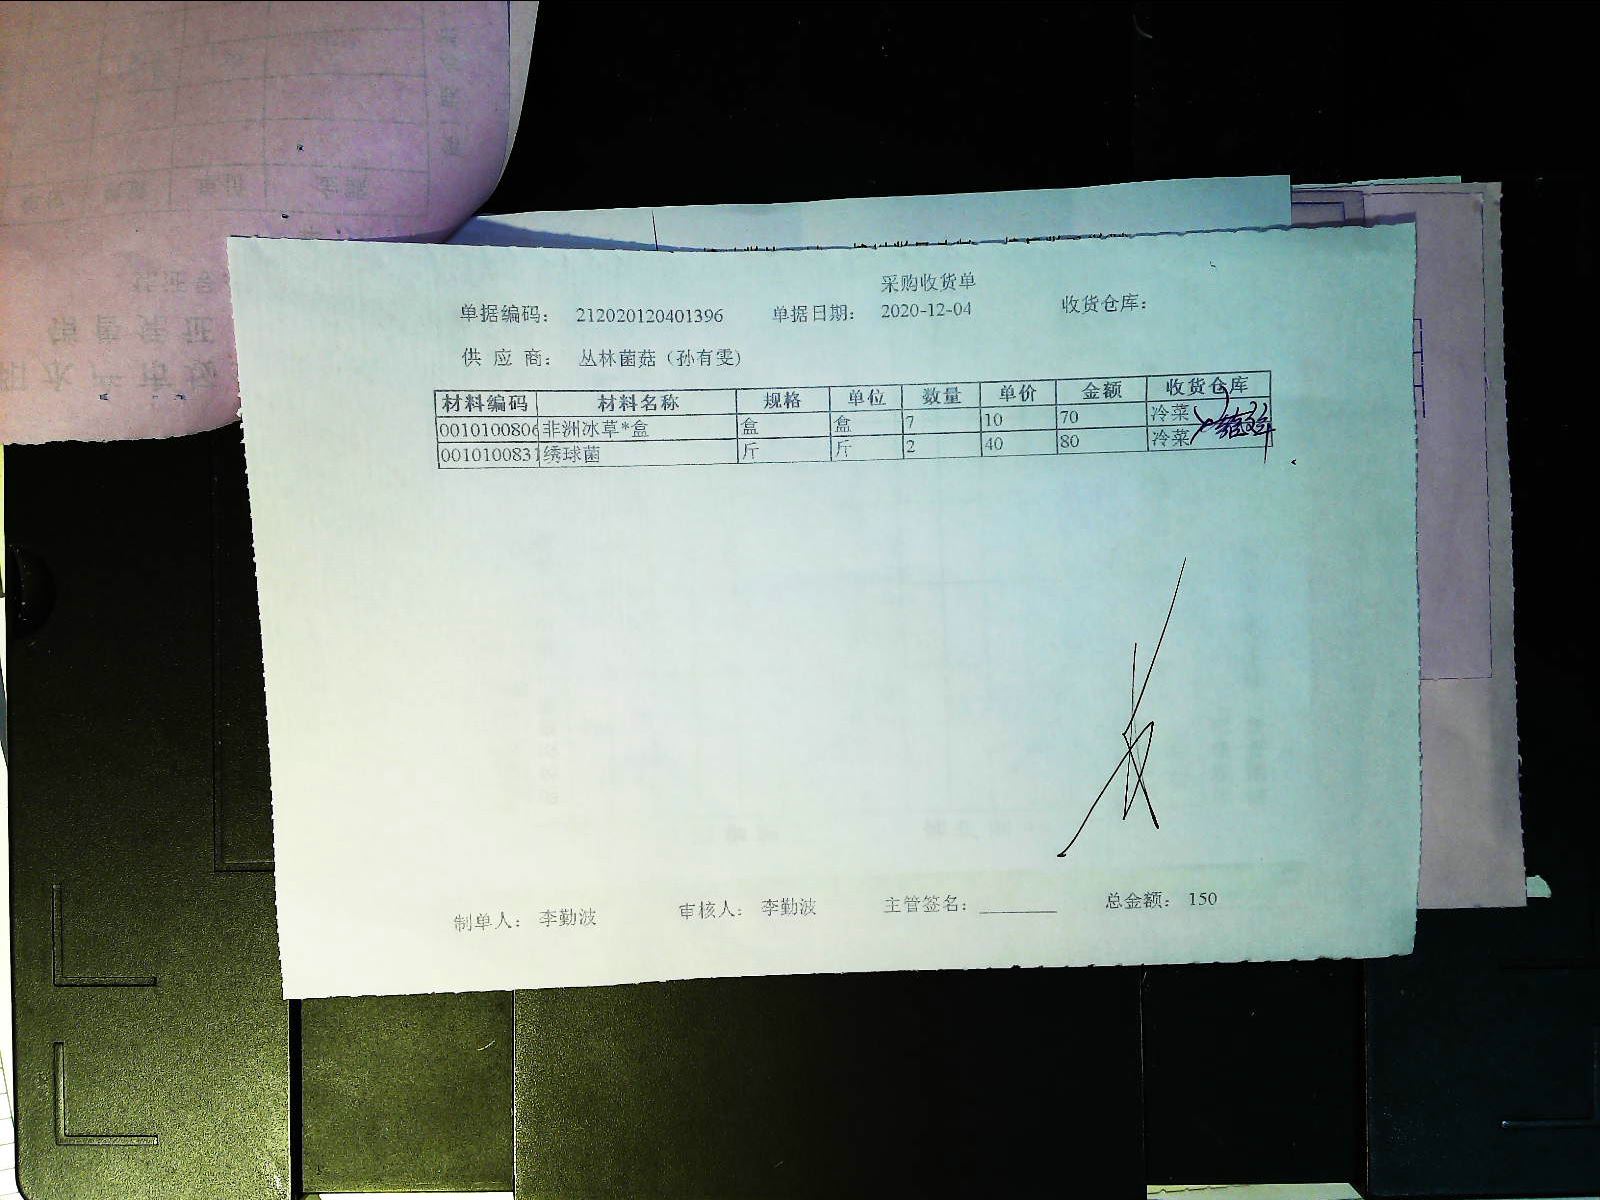 采购收货单
单据编码： 212020120401396 单据日期： 2020-12-04 收货仓库：
供 应 商： 丛林菌菇（孙有雯）
材料编码 材料名称 规格 单位 数量 单价 金额 收货仓库
0010100806 非洲冰草*盒 盒 盒 7 10 70 冷菜
0010100831 绣球菌 斤 斤 2 40 80 冷菜
制单人： 李勤波 审核人： 李勤波 主管签名：________ 总金额： 150